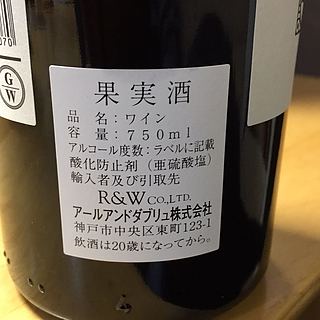 070
G
W
果実酒
品 名：ワイン
容 量：750ml
アルコール度数：ラベルに記載
酸化防止剤（亜硫酸塩）
輸入者及び引取先
R&W CO.,LTD.
アールアンドダブリュ株式会社
神戸市中央区東町123-1
飲酒は20歳になってから。